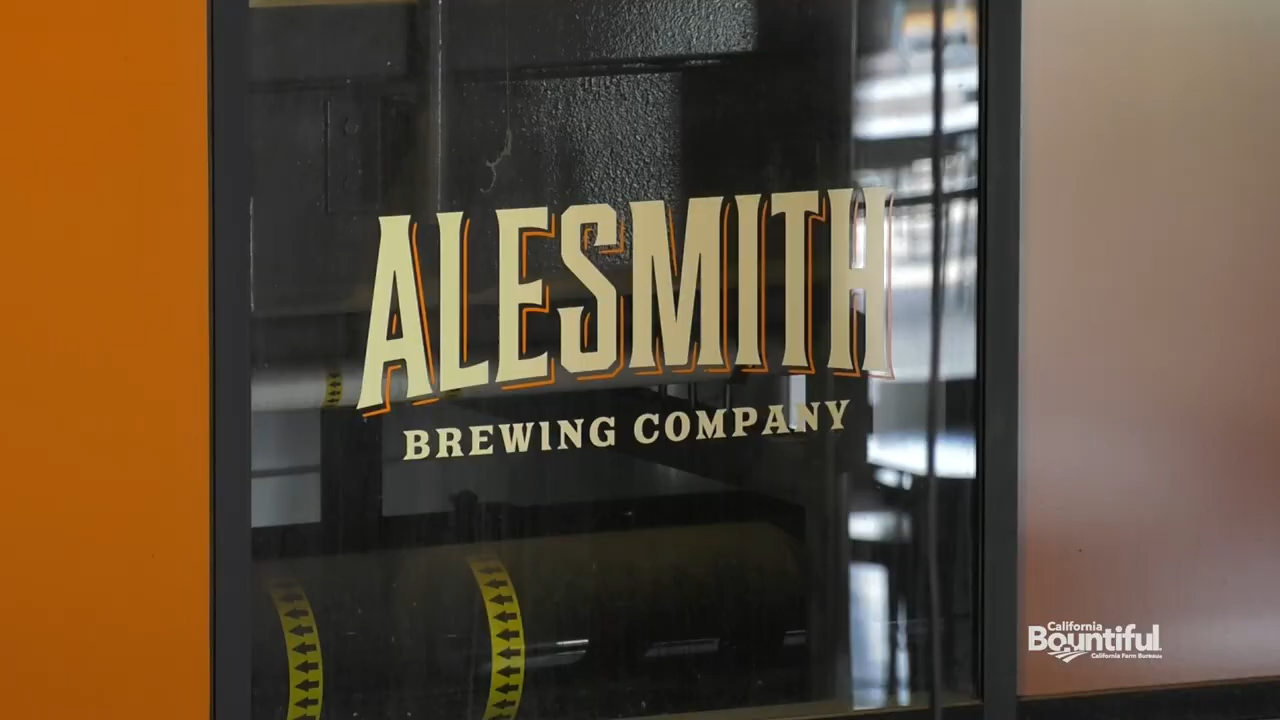 ALESMITH
BREWING COMPANY
California
Bountiful
California Farm Bureau